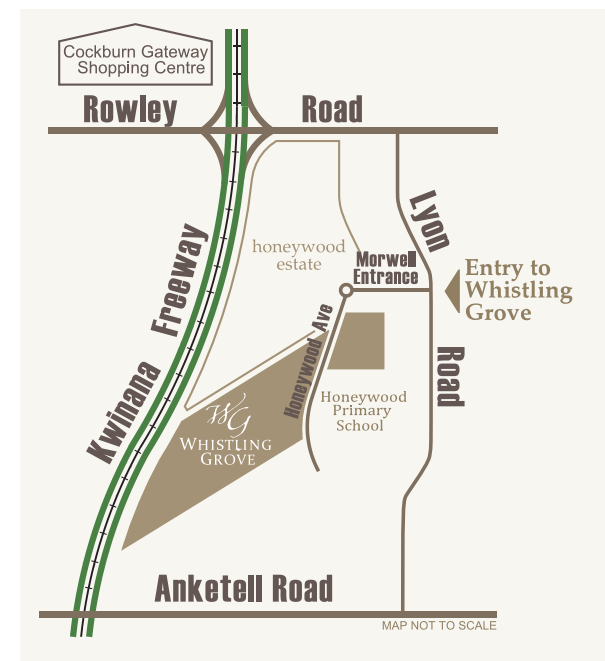 Cockburn Gateway
Shopping Centre
Rowley Road
Lyon
honeywood
estate
Morwell
Entrance
Entry to
Whistling
Grove
Kwinana Freeway
Honeywood Ave
Road
Honeywood
Primary
School
WG
WHISTLING
GROVE
Anketell Road
MAP NOT TO SCALE